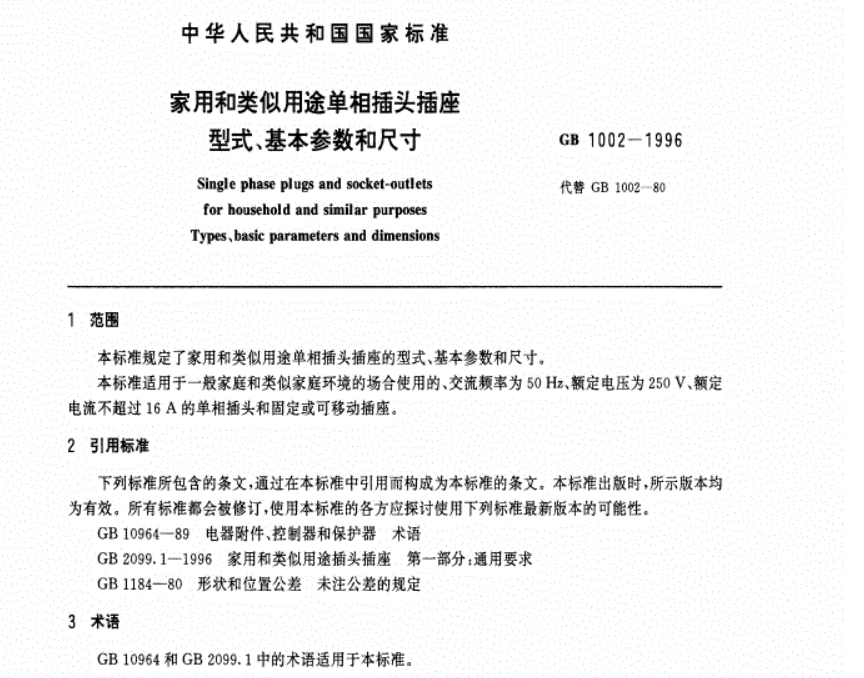 中华人民共和国国家标准
家用和类似用途单相插头插座
型式、基本参数和尺寸
GB 1002—1996
Single phase plugs and socket-outlets
for household and similar purposes
Types、basic parameters and dimensions
代替 GB 1002—80
1 范围
本标准规定了家用和类似用途单相插头插座的型式、基本参数和尺寸。
本标准适用于一般家庭和类似家庭环境的场合使用的、交流频率为 50 Hz、额定电压为 250 V、额定
电流不超过 16 A 的单相插头和固定或可移动插座。
2 引用标准
下列标准所包含的条文,通过在本标准中引用而构成为本标准的条文。本标准出版时,所示版本均
为有效。所有标准都会被修订,使用本标准的各方应探讨使用下列标准最新版本的可能性。
GB 10964—89 电器附件、控制器和保护器 术语
GB 2099.1—1996 家用和类似用途插头插座 第一部分:通用要求
GB 1184—80 形状和位置公差 未注公差的规定
3 术语
GB 10964 和 GB 2099.1 中的术语适用于本标准。